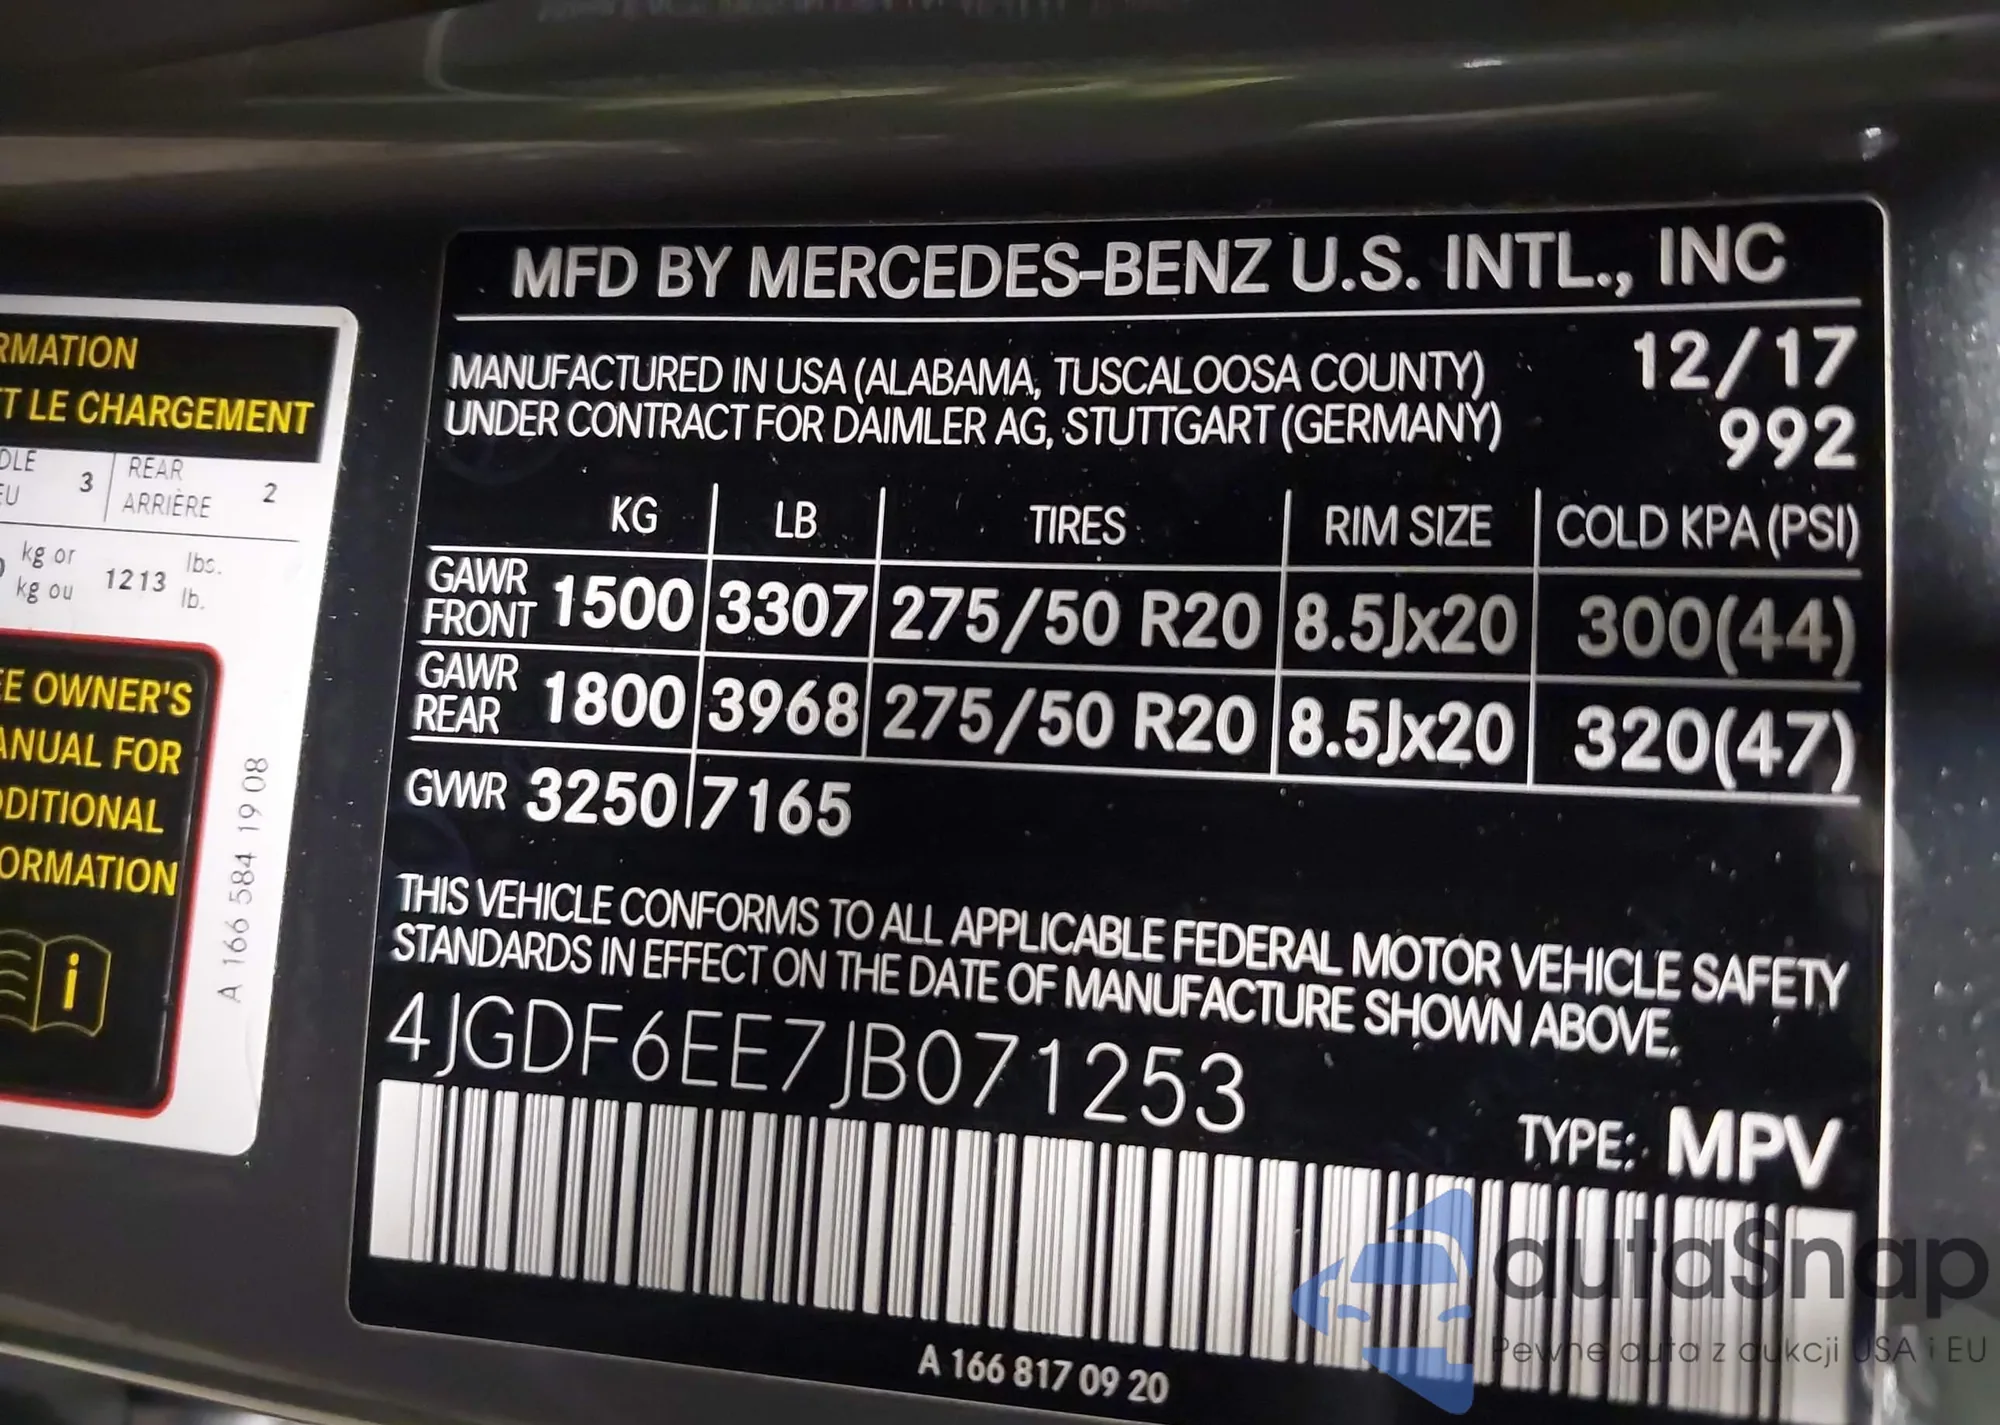 RMATION
T LE CHARGEMENT
DLE
EU
3
REAR
ARRIÈRE
2
kg or
kg ou
1213
lbs.
lb.
E OWNER'S
ANUAL FOR
DDITIONAL
ORMATION
i
A 166 584 19 08
MFD BY MERCEDES-BENZ U.S. INTL., INC
MANUFACTURED IN USA (ALABAMA, TUSCALOOSA COUNTY)
UNDER CONTRACT FOR DAIMLER AG, STUTTGART (GERMANY)
12/17
992
KG LB TIRES RIM SIZE COLD KPA (PSI)
GAWR FRONT 1500 3307 275/50 R20 8.5Jx20 300(44)
GAWR REAR 1800 3968 275/50 R20 8.5Jx20 320(47)
GVWR 3250 7165
THIS VEHICLE CONFORMS TO ALL APPLICABLE FEDERAL MOTOR VEHICLE SAFETY
STANDARDS IN EFFECT ON THE DATE OF MANUFACTURE SHOWN ABOVE.
4JGDF6EE7JB071253
TYPE: MPV
A 166 817 09 20
autaSnap
Pewne auta z aukcji USA i EU